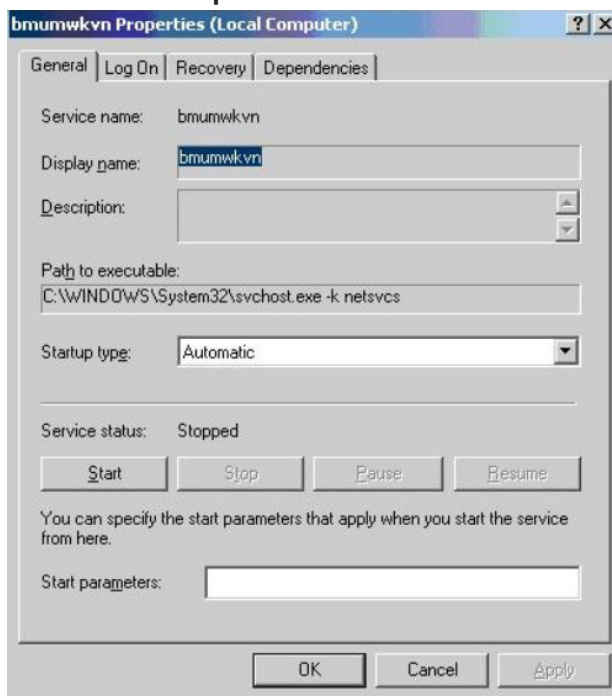 bmumwkvn Properties (Local Computer)
General Log On Recovery Dependencies
Service name: bmumwkvn
Display name: bmumwkvn
Description:
Path to executable:
C:\WINDOWS\System32\svchost.exe -k netsvcs
Startup type: Automatic
Service status: Stopped
Start Stop Pause Resume
You can specify the start parameters that apply when you start the service
from here.
Start parameters:
OK Cancel Apply